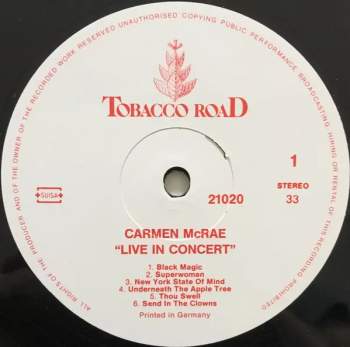 ALL RIGHTS OF THE PRODUCER AND OF THE OWNER OF THE RECORDED WORK RESERVED UNAUTHORISED COPYING PUBLIC PERFORMANCE BROADCASTING HIRING OR RENTAL OF THIS RECORDING PROHIBITED
TOBACCO ROAD
1
SUISA
21020
STEREO
33
CARMEN McRAE
"LIVE IN CONCERT"
1. Black Magic
2. Superwoman
3. New York State Of Mind
4. Underneath The Apple Tree
5. Thou Swell
6. Send In The Clowns
Printed in Germany